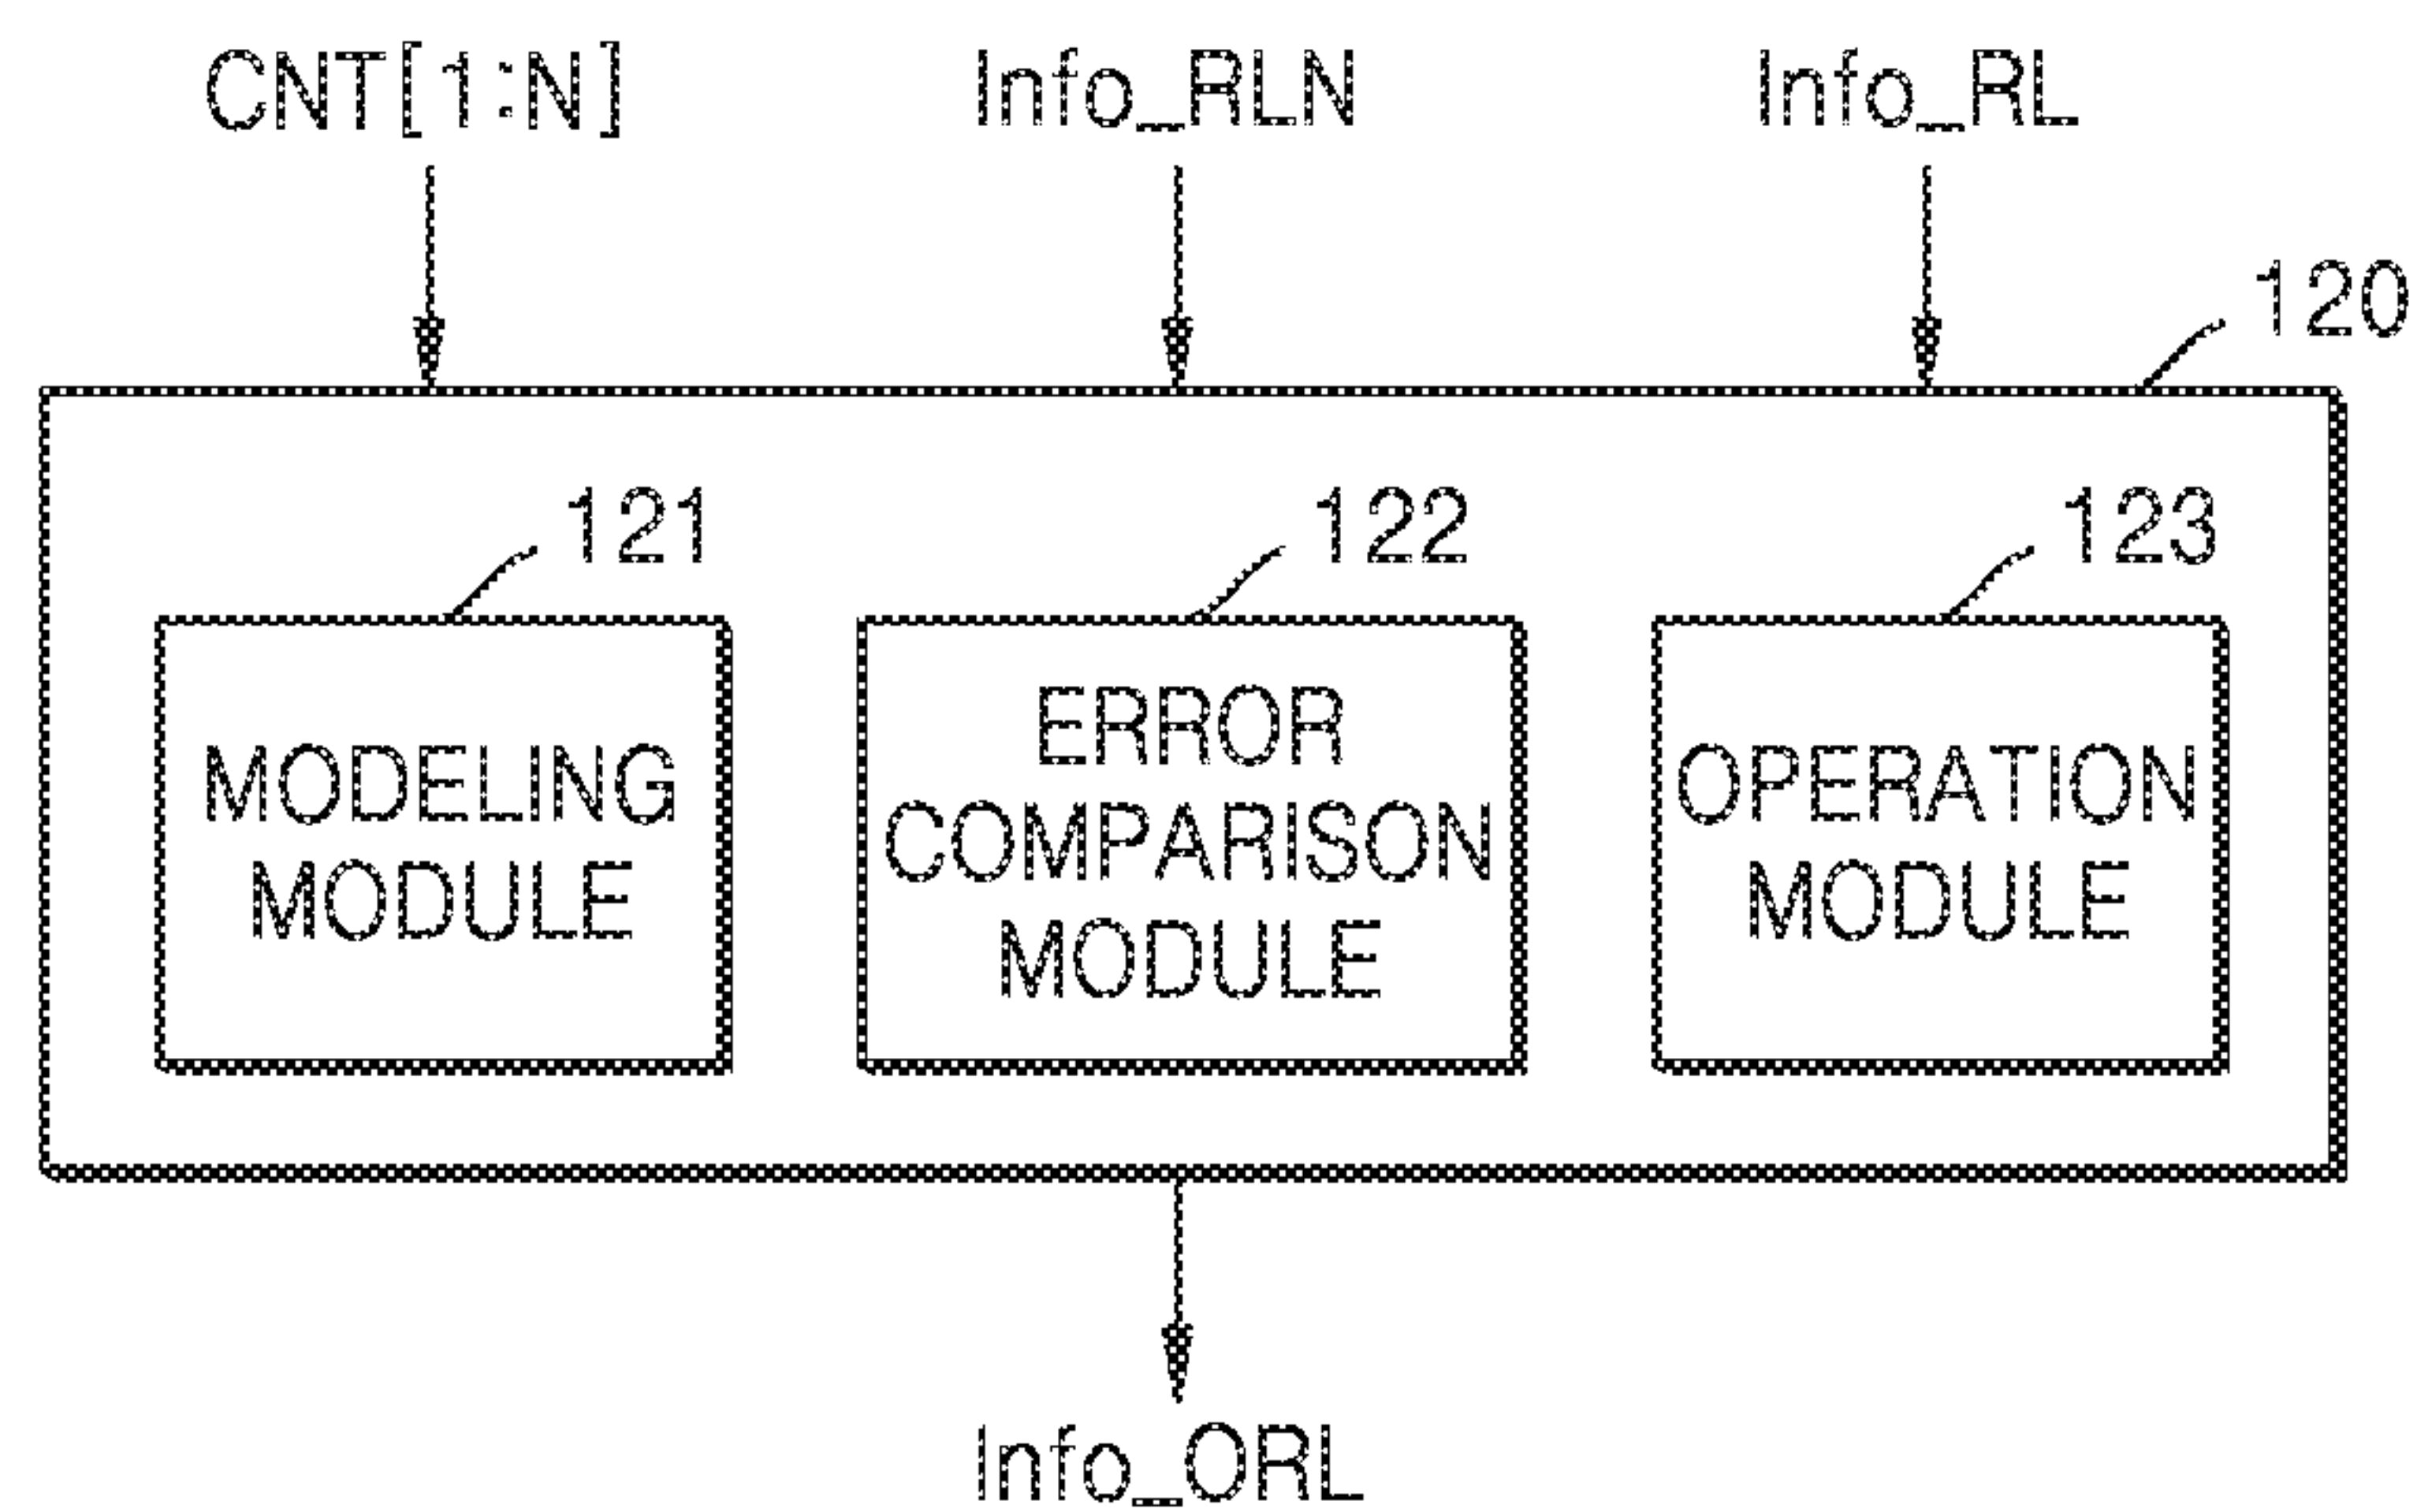 CNT[1:N] Info_RLN Info_RL
120
121 122 123
MODELING MODULE
ERROR COMPARISON MODULE
OPERATION MODULE
Info_ORL